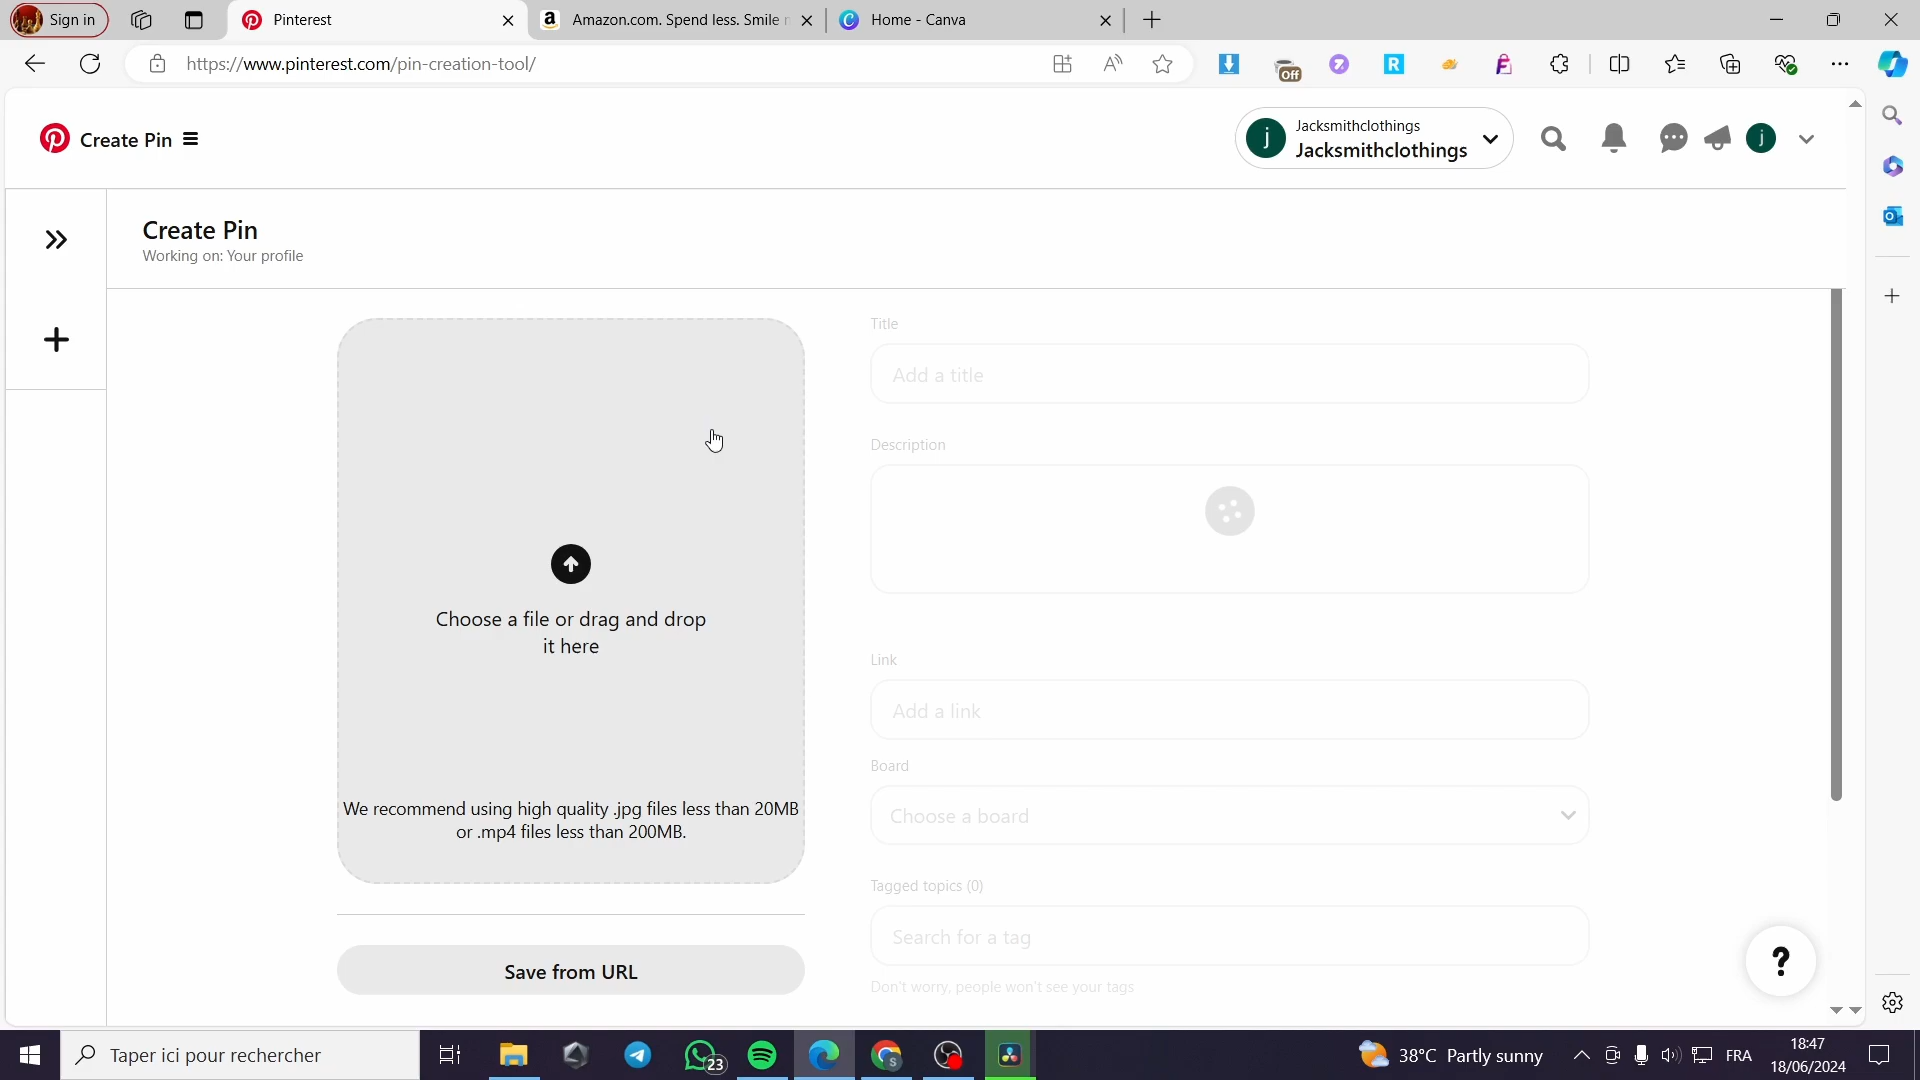 Sign in
Pinterest
Amazon.com. Spend less. Smile
Home - Canva
https://www.pinterest.com/pin-creation-tool/
Off
Create Pin
j
Jacksmithclothings
Jacksmithclothings
j
Create Pin
Working on: Your profile
Choose a file or drag and drop
it here
We recommend using high quality .jpg files less than 20MB
or .mp4 files less than 200MB.
Save from URL
Title
Add a title
Description
Link
Add a link
Board
Choose a board
Tagged topics (0)
Search for a tag
Don't worry, people won't see your tags
?
Taper ici pour rechercher
23
38°C Partly sunny
FRA
18:47
18/06/2024